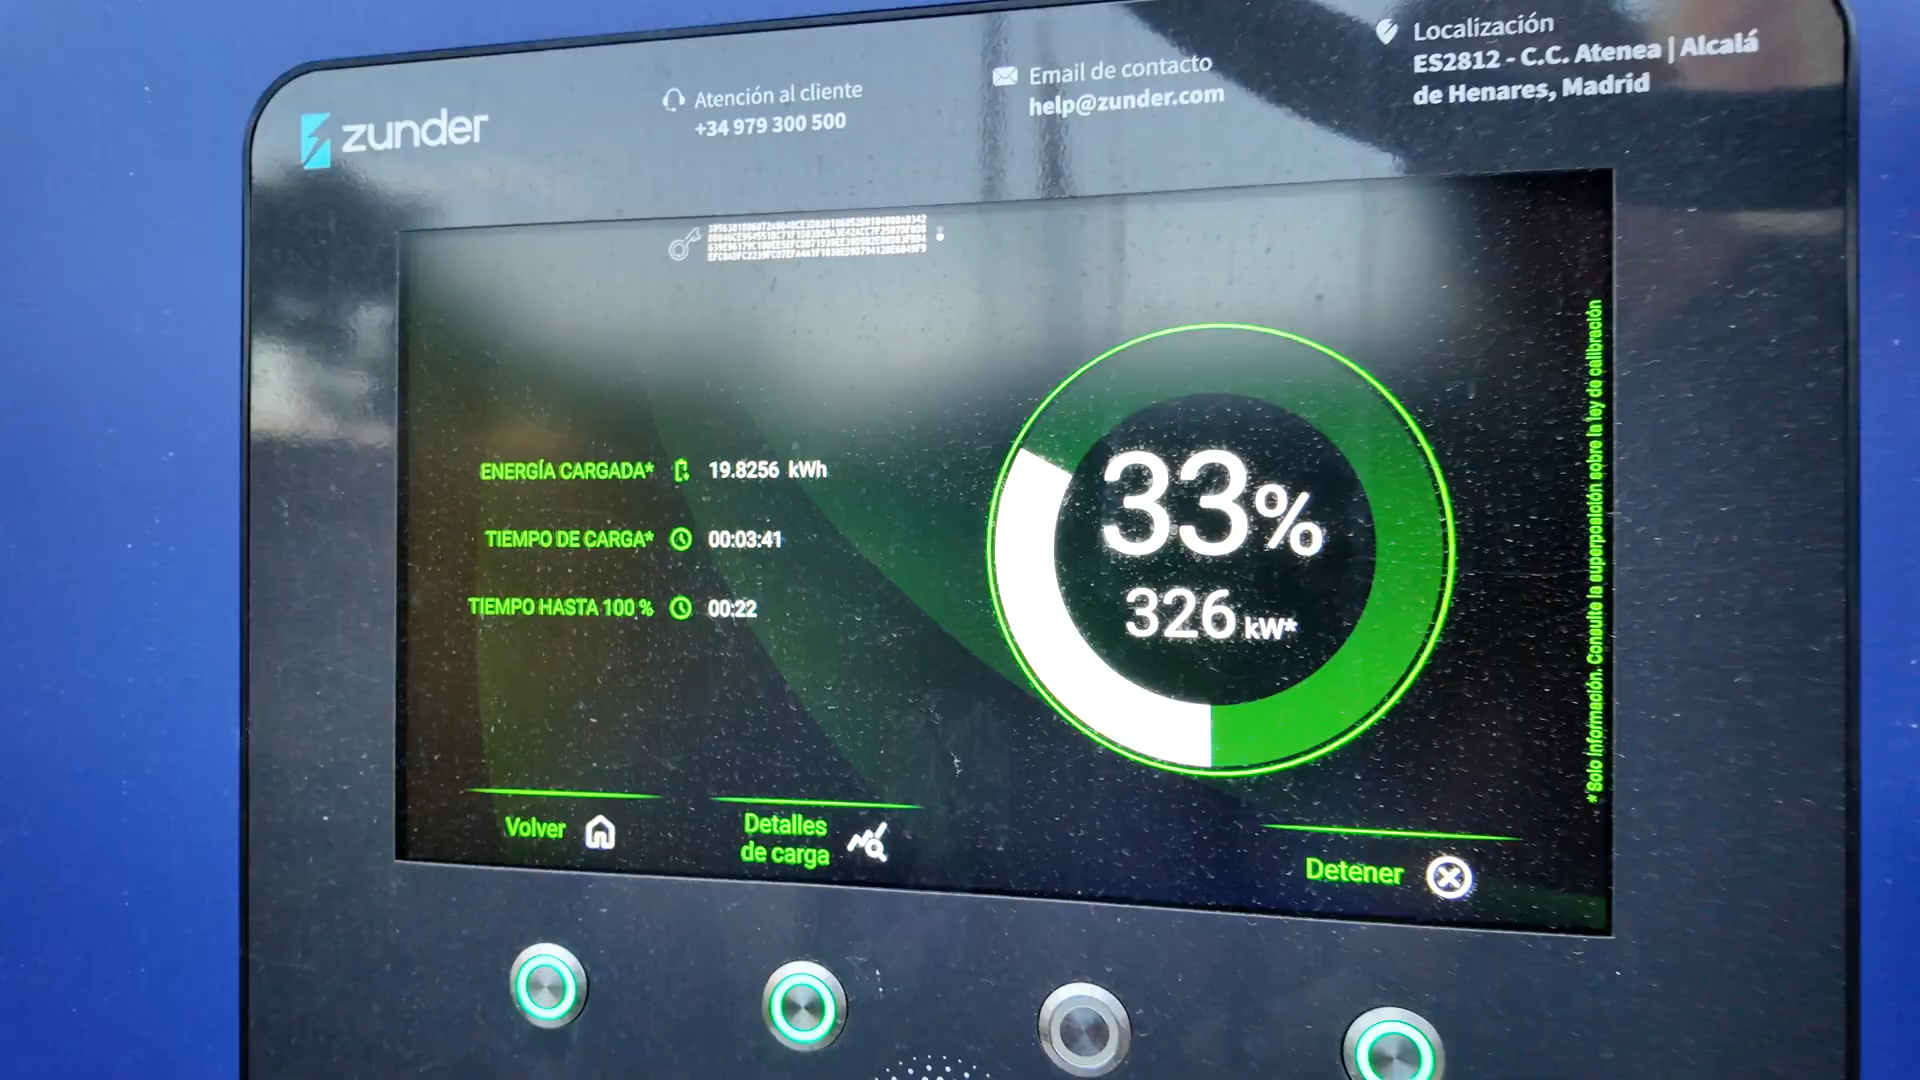 zunder
Atención al cliente
+34 979 300 500
Email de contacto
help@zunder.com
Localización
ES2812 - C.C. Atenea | Alcalá
de Henares, Madrid
ENERGÍA CARGADA* 19.8256 kWh
TIEMPO DE CARGA* 00:03:41
TIEMPO HASTA 100 % 00:22
33%
326 kW*
* Solo información. Consulte la superposición sobre la ley de calibración
Volver
Detalles
de carga
Detener